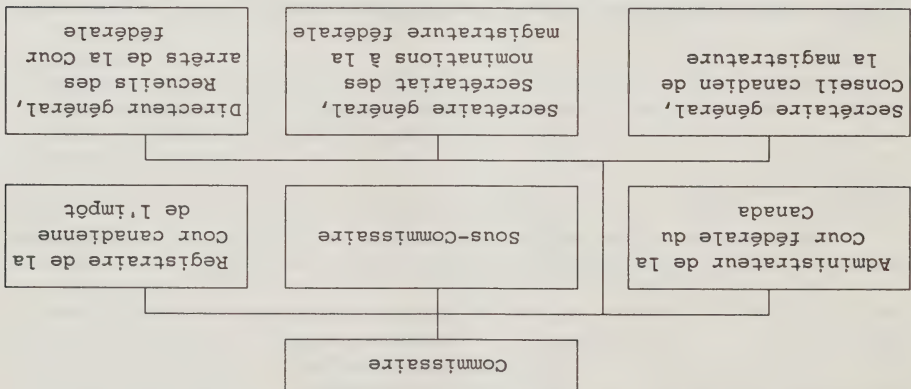 Commissaire
Administrateur de la
Cour fédérale du
Canada
Sous-Commissaire
Registraire de la
Cour canadienne
de l'impôt
Secrétaire général,
Conseil canadien de
la magistrature
Secrétaire général,
Secrétariat des
nominations à la
magistrature fédérale
Directeur général,
Recueils des
arrêts de la Cour
fédérale